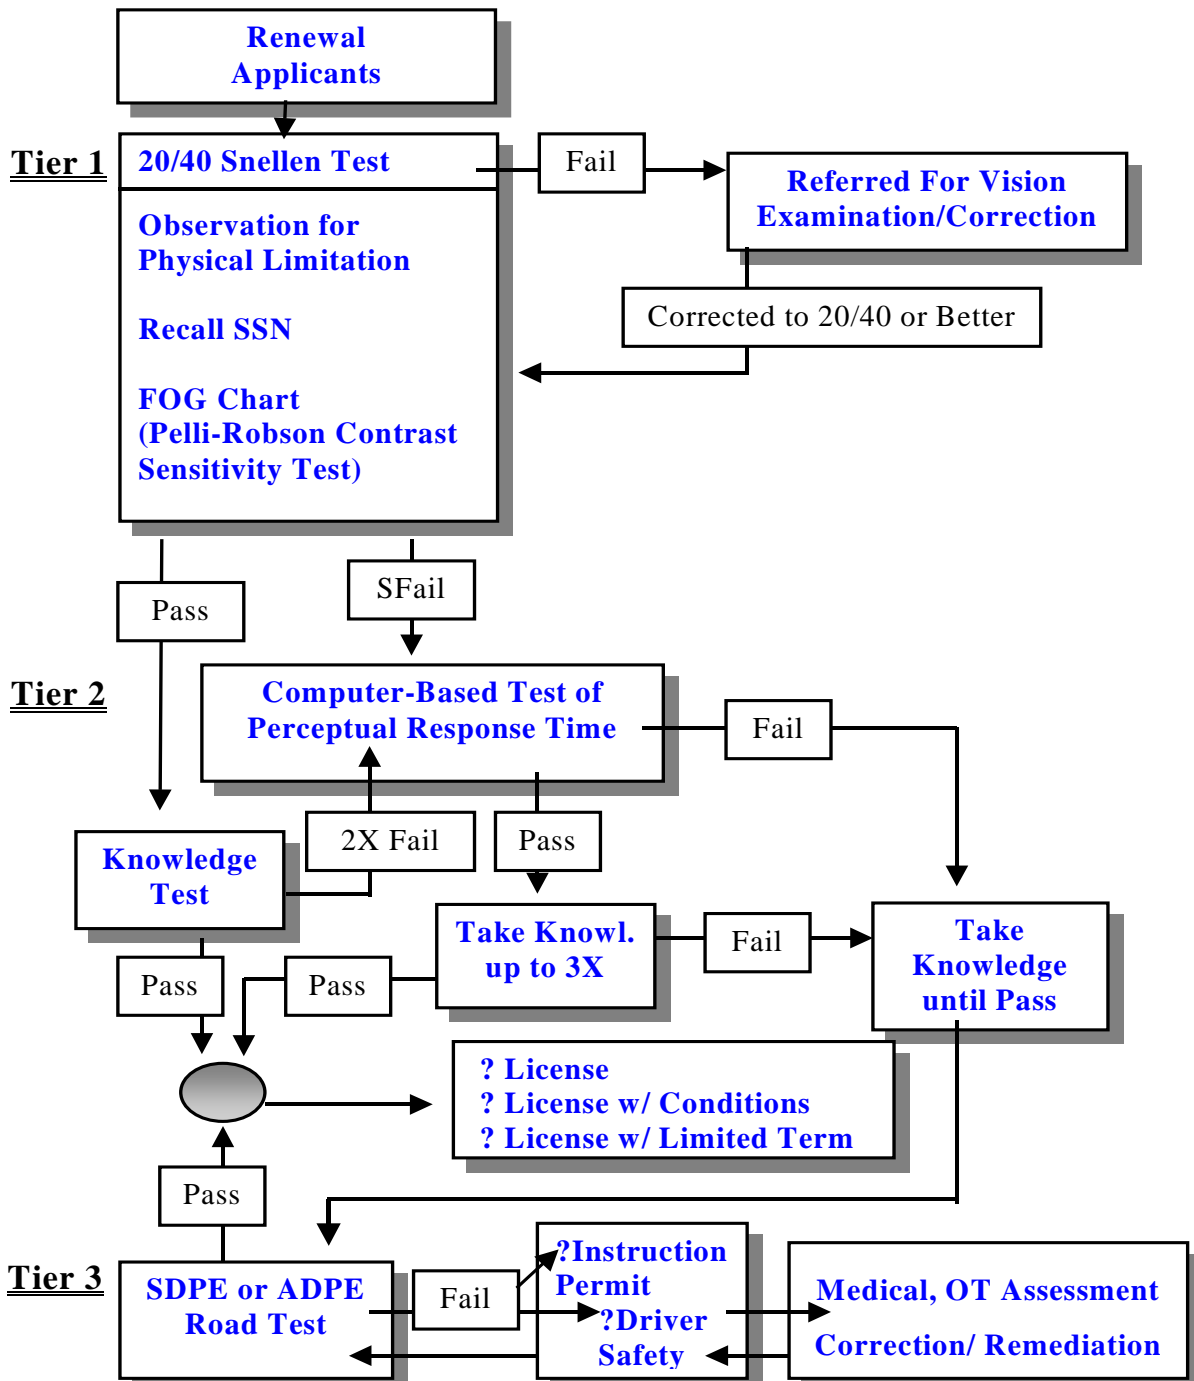 Renewal
Applicants
Tier 1
20/40 Snellen Test
Fail
Referred For Vision
Examination/Correction
Observation for
Physical Limitation
Corrected to 20/40 or Better
Recall SSN
FOG Chart
(Pelli-Robson Contrast
Sensitivity Test)
Pass
SFail
Tier 2
Computer-Based Test of
Perceptual Response Time
Fail
2X Fail
Pass
Knowledge
Test
Take Knowl.
up to 3X
Fail
Take
Knowledge
until Pass
Pass
Pass
? License
? License w/ Conditions
? License w/ Limited Term
Pass
Tier 3
SDPE or ADPE
Road Test
Fail
?Instruction
Permit
?Driver
Safety
Medical, OT Assessment
Correction/ Remediation